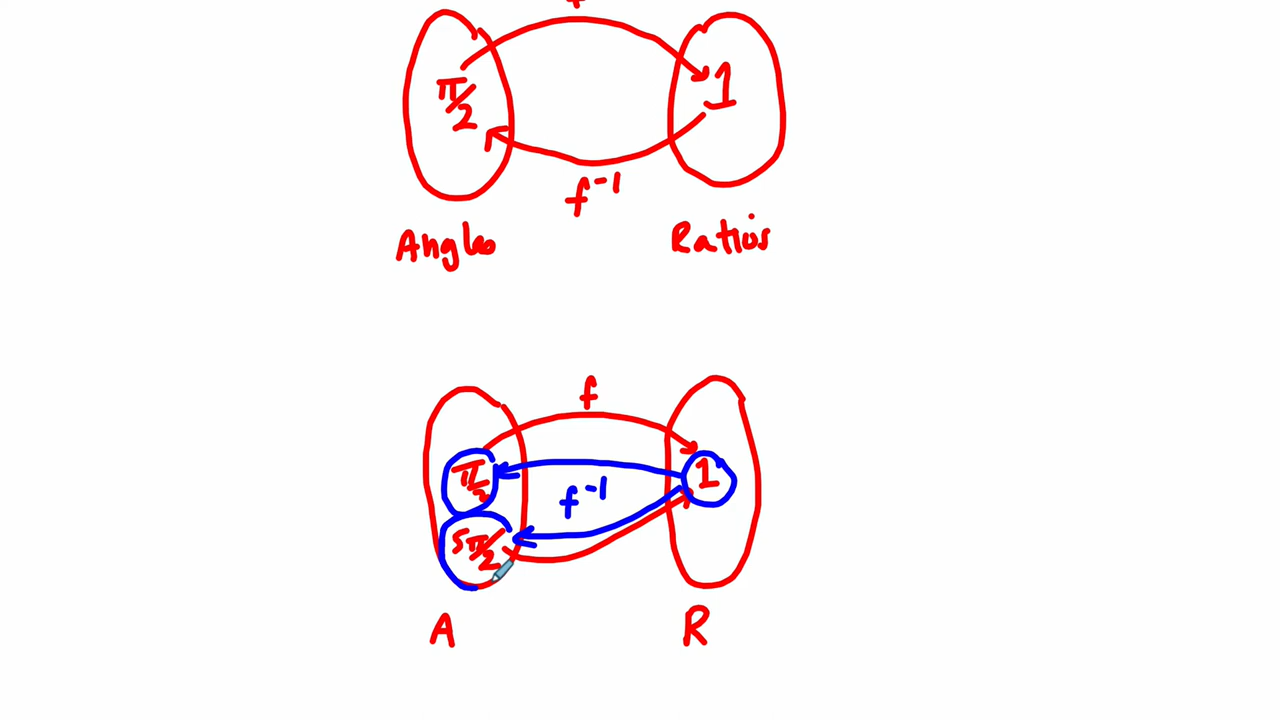 f
π/2 1
f⁻¹
Angles Ratios
f
π/2 1
f⁻¹
5π/2
A R